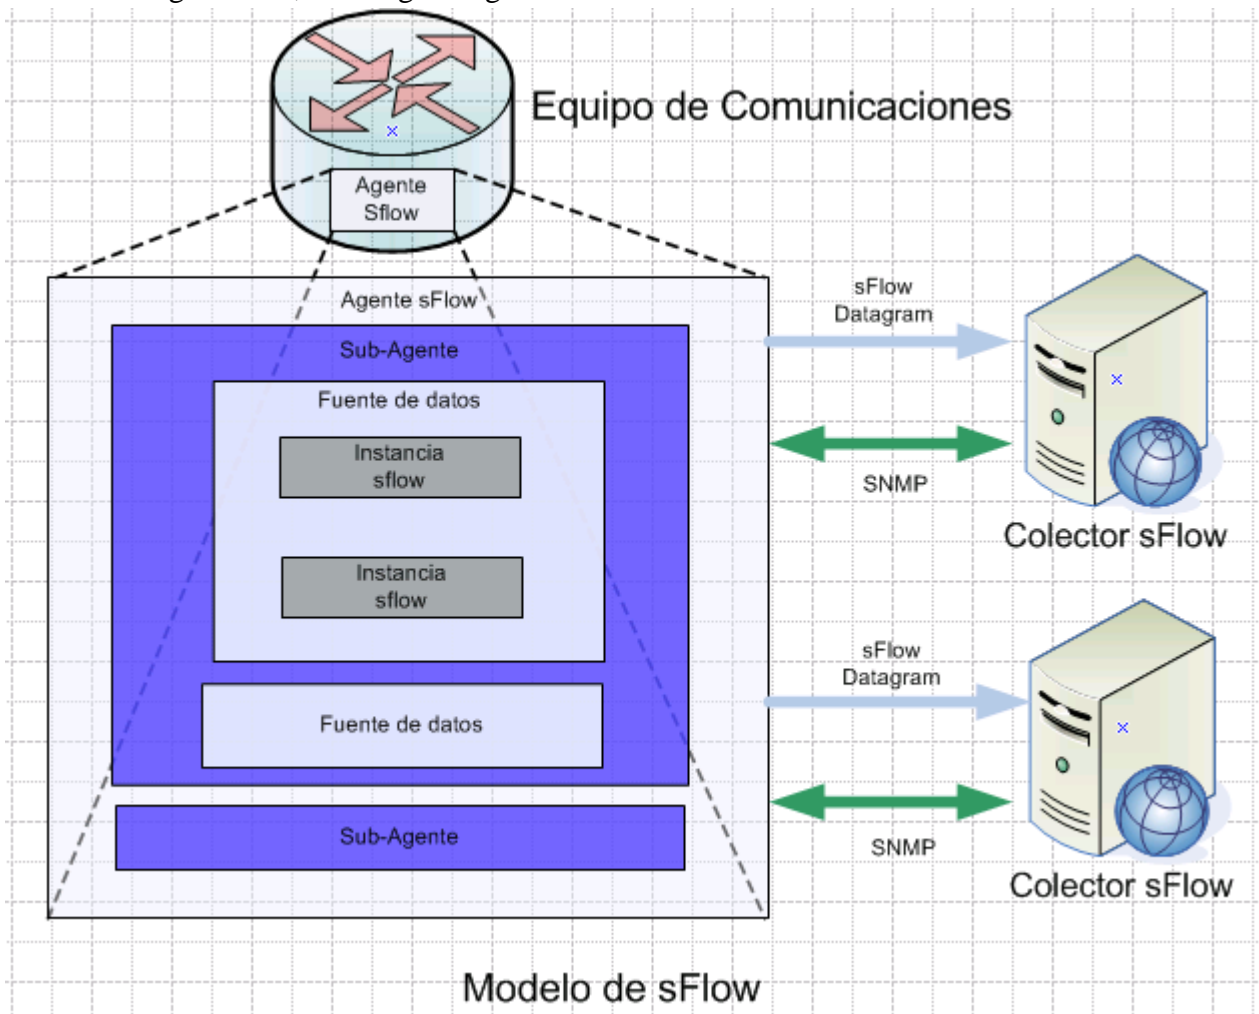 Equipo de Comunicaciones
Agente
Sflow
Agente sFlow
Sub-Agente
Fuente de datos
Instancia
sflow
Instancia
sflow
Fuente de datos
Sub-Agente
sFlow
Datagram
SNMP
Colector sFlow
sFlow
Datagram
SNMP
Colector sFlow
Modelo de sFlow